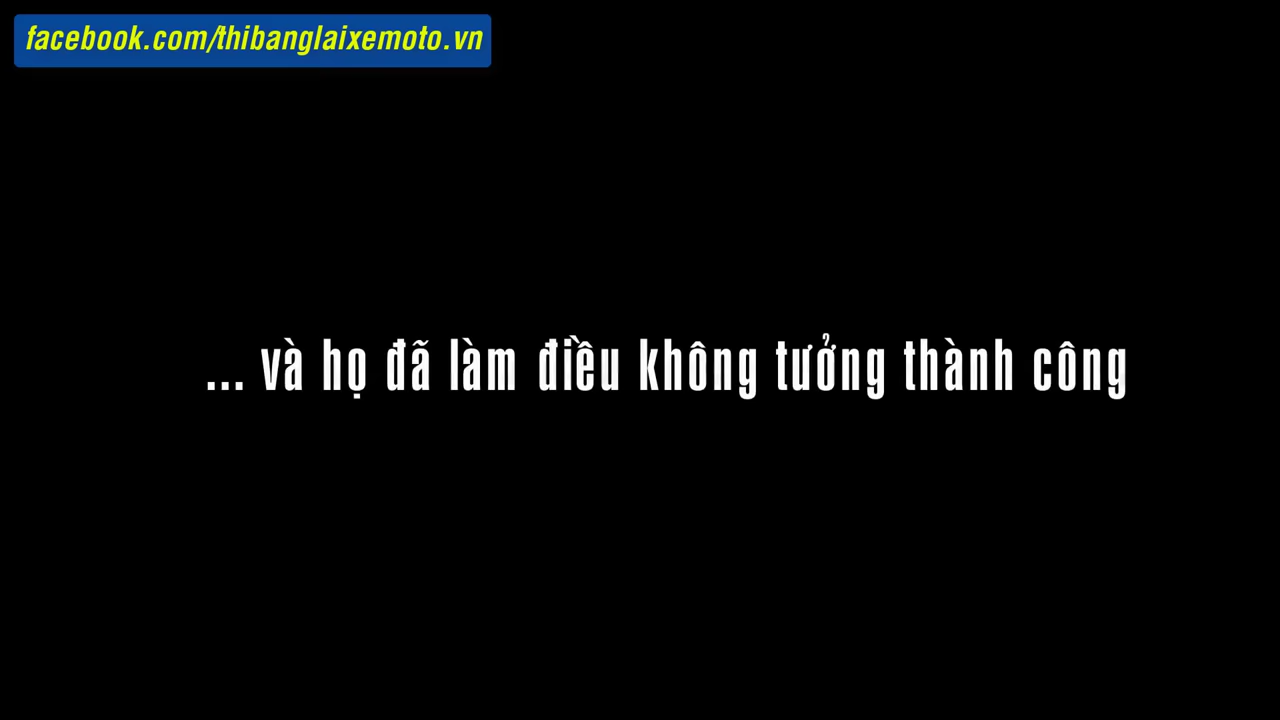 facebook.com/thibanglaixemoto.vn
... và họ đã làm điều không tưởng thành công